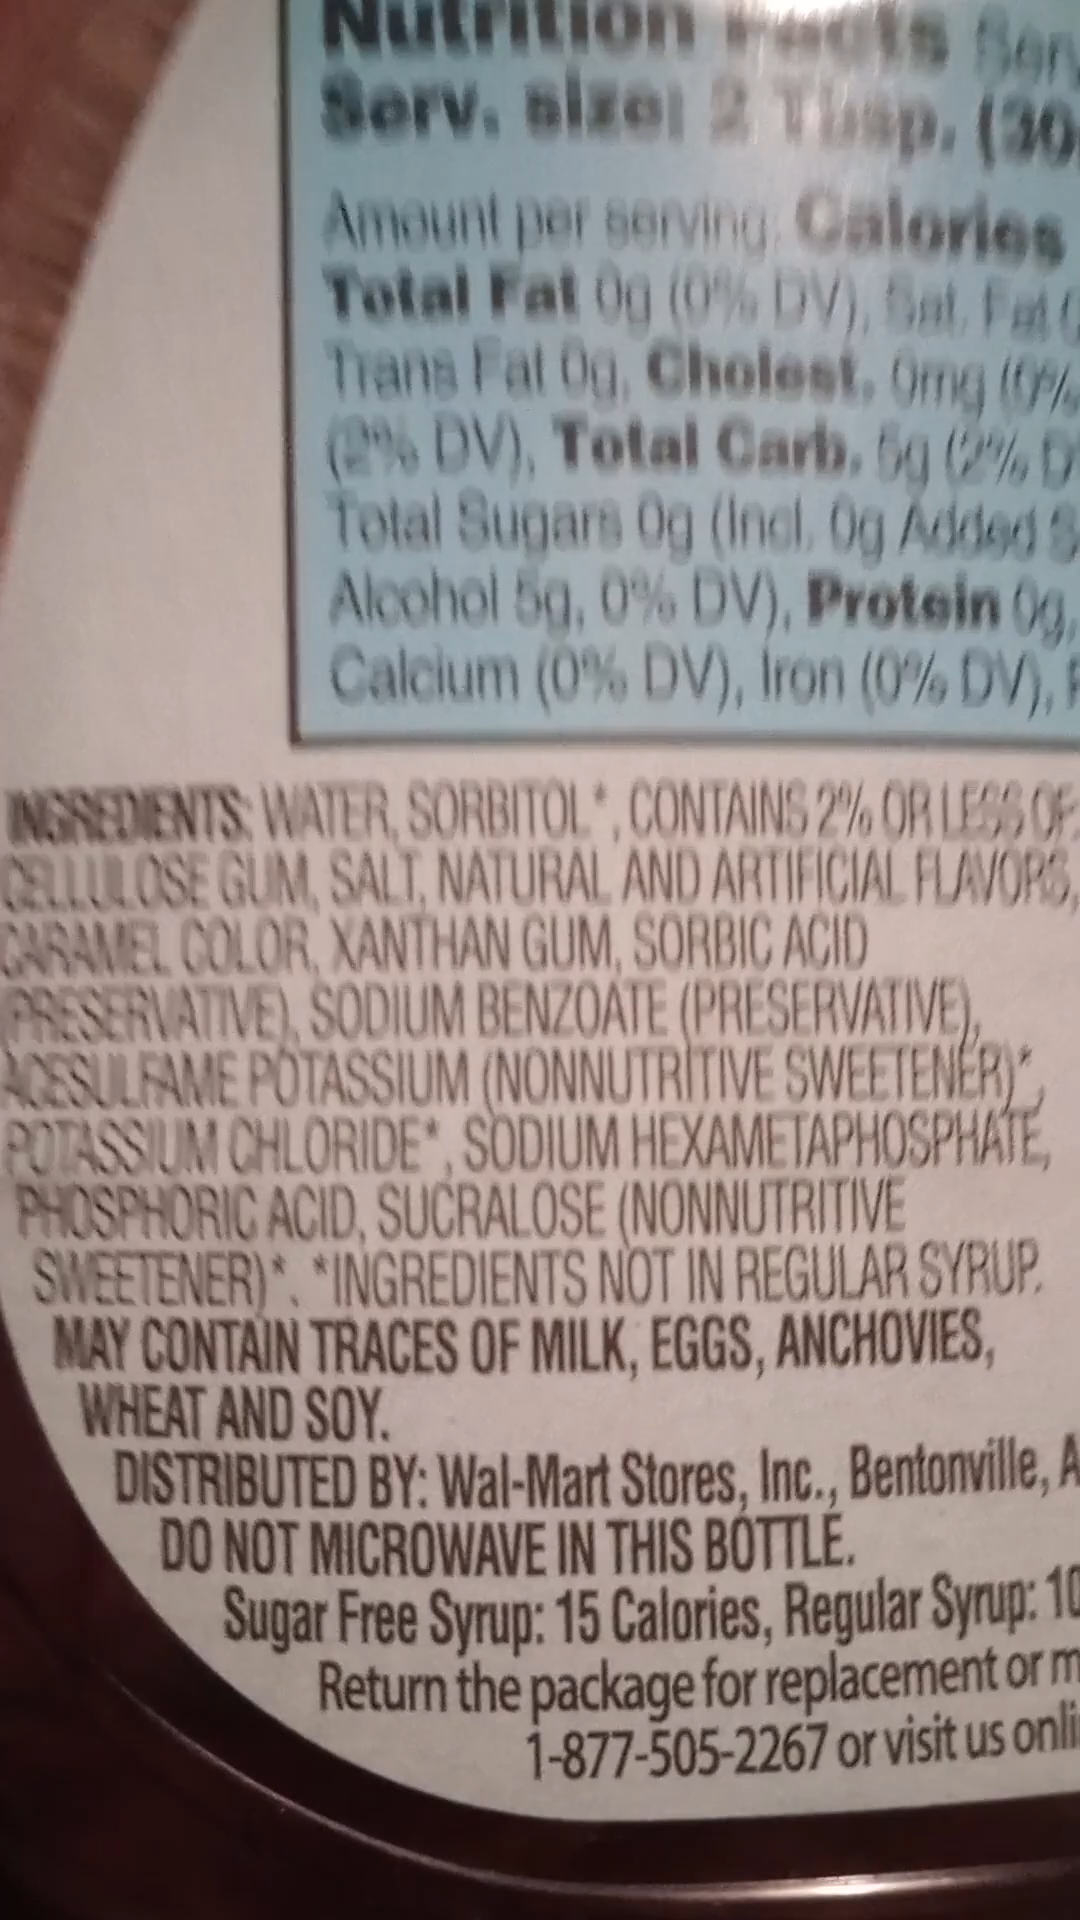 Nutrition Facts Serv
Serv. size: 2 Tbsp. (30
Amount per serving: Calories
Total Fat 0g (0% DV), Sat. Fat 0
Trans Fat 0g, Cholest. 0mg (0%
(2% DV), Total Carb. 5g (2% D
Total Sugars 0g (Incl. 0g Added S
Alcohol 5g, 0% DV), Protein 0g,
Calcium (0% DV), Iron (0% DV), P
INGREDIENTS: WATER, SORBITOL*, CONTAINS 2% OR LESS OF:
CELLULOSE GUM, SALT, NATURAL AND ARTIFICIAL FLAVORS,
CARAMEL COLOR, XANTHAN GUM, SORBIC ACID
(PRESERVATIVE), SODIUM BENZOATE (PRESERVATIVE),
ACESULFAME POTASSIUM (NONNUTRITIVE SWEETENER)*,
POTASSIUM CHLORIDE*, SODIUM HEXAMETAPHOSPHATE,
PHOSPHORIC ACID, SUCRALOSE (NONNUTRITIVE
SWEETENER)*. *INGREDIENTS NOT IN REGULAR SYRUP.
MAY CONTAIN TRACES OF MILK, EGGS, ANCHOVIES,
WHEAT AND SOY.
DISTRIBUTED BY: Wal-Mart Stores, Inc., Bentonville, A
DO NOT MICROWAVE IN THIS BOTTLE.
Sugar Free Syrup: 15 Calories, Regular Syrup: 10
Return the package for replacement or m
1-877-505-2267 or visit us onli